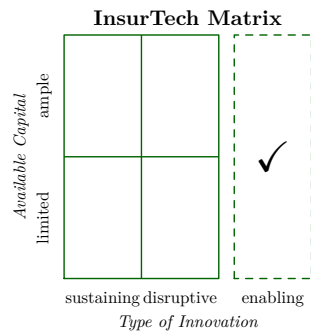 InsurTech Matrix
Available Capital
ample
limited
✓
sustaining disruptive enabling
Type of Innovation